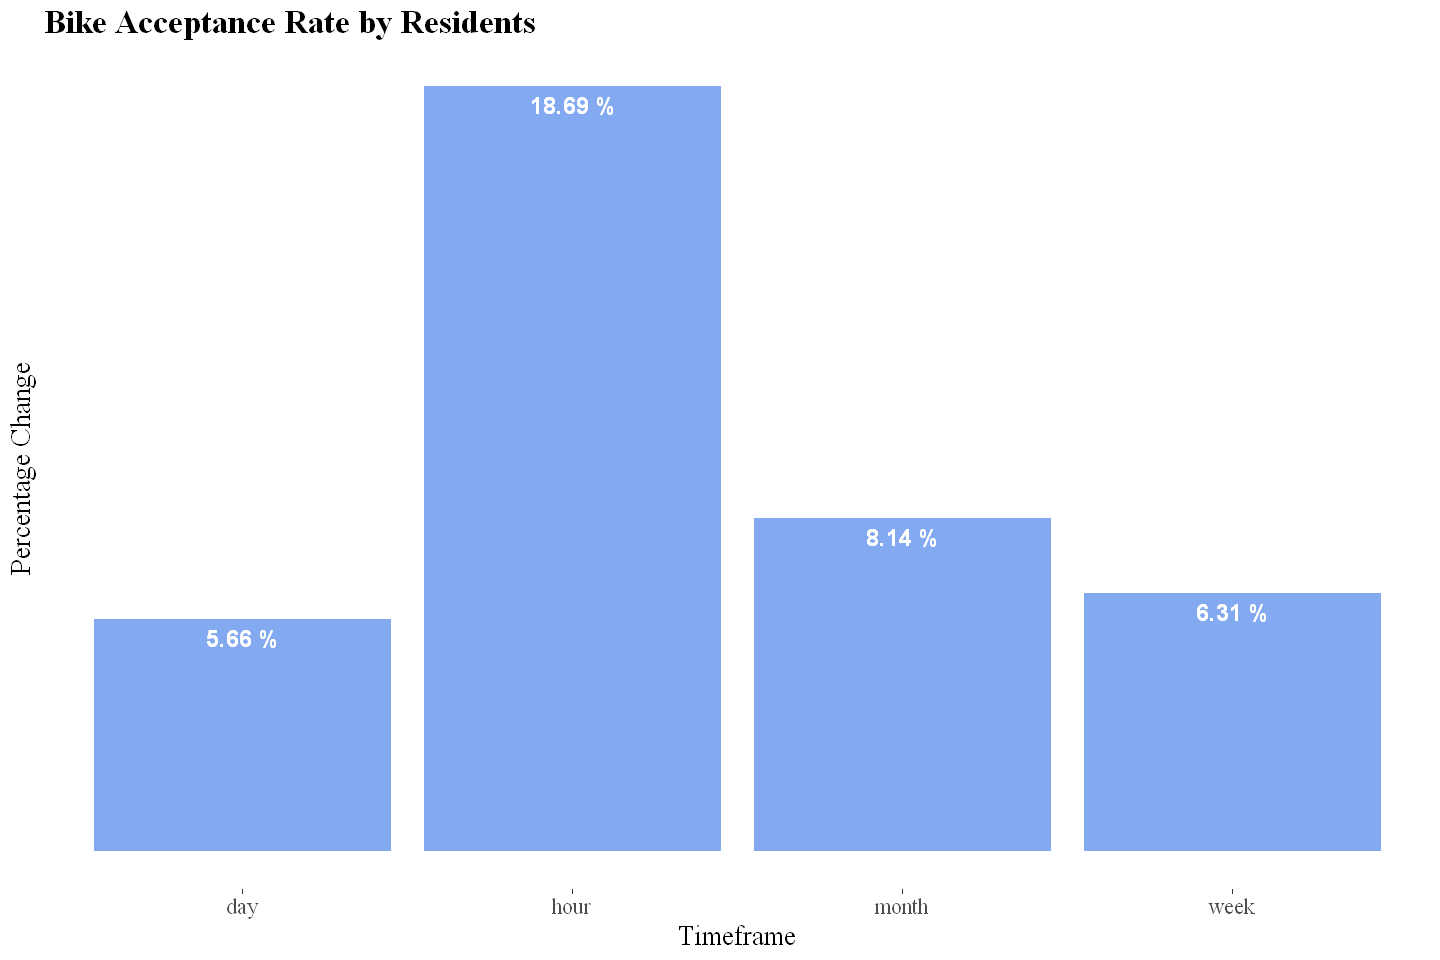 Bike Acceptance Rate by Residents
18.69 %
8.14 %
6.31 %
5.66 %
Percentage Change
day
hour
month
week
Timeframe